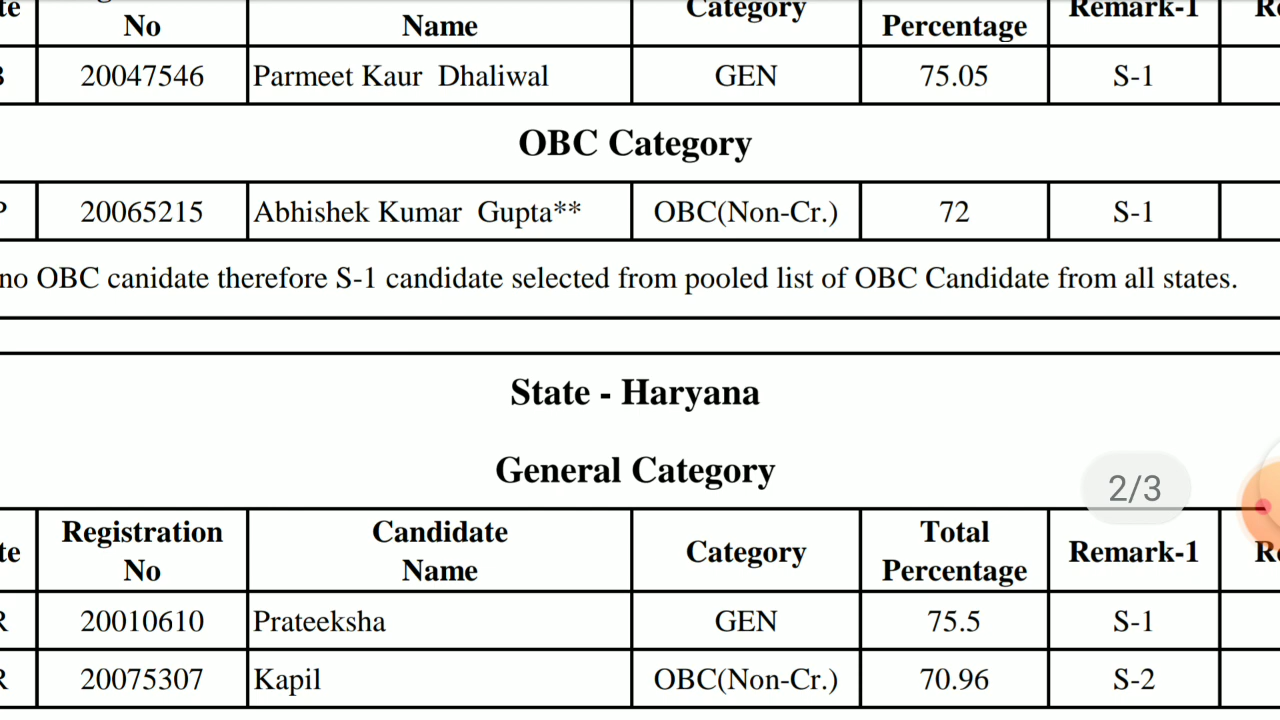 No Name Category Percentage Remark-1
20047546 Parmeet Kaur Dhaliwal GEN 75.05 S-1
OBC Category
20065215 Abhishek Kumar Gupta** OBC(Non-Cr.) 72 S-1
no OBC canidate therefore S-1 candidate selected from pooled list of OBC Candidate from all states.
State - Haryana
General Category
2/3
Registration No Candidate Name Category Total Percentage Remark-1
20010610 Prateeksha GEN 75.5 S-1
20075307 Kapil OBC(Non-Cr.) 70.96 S-2